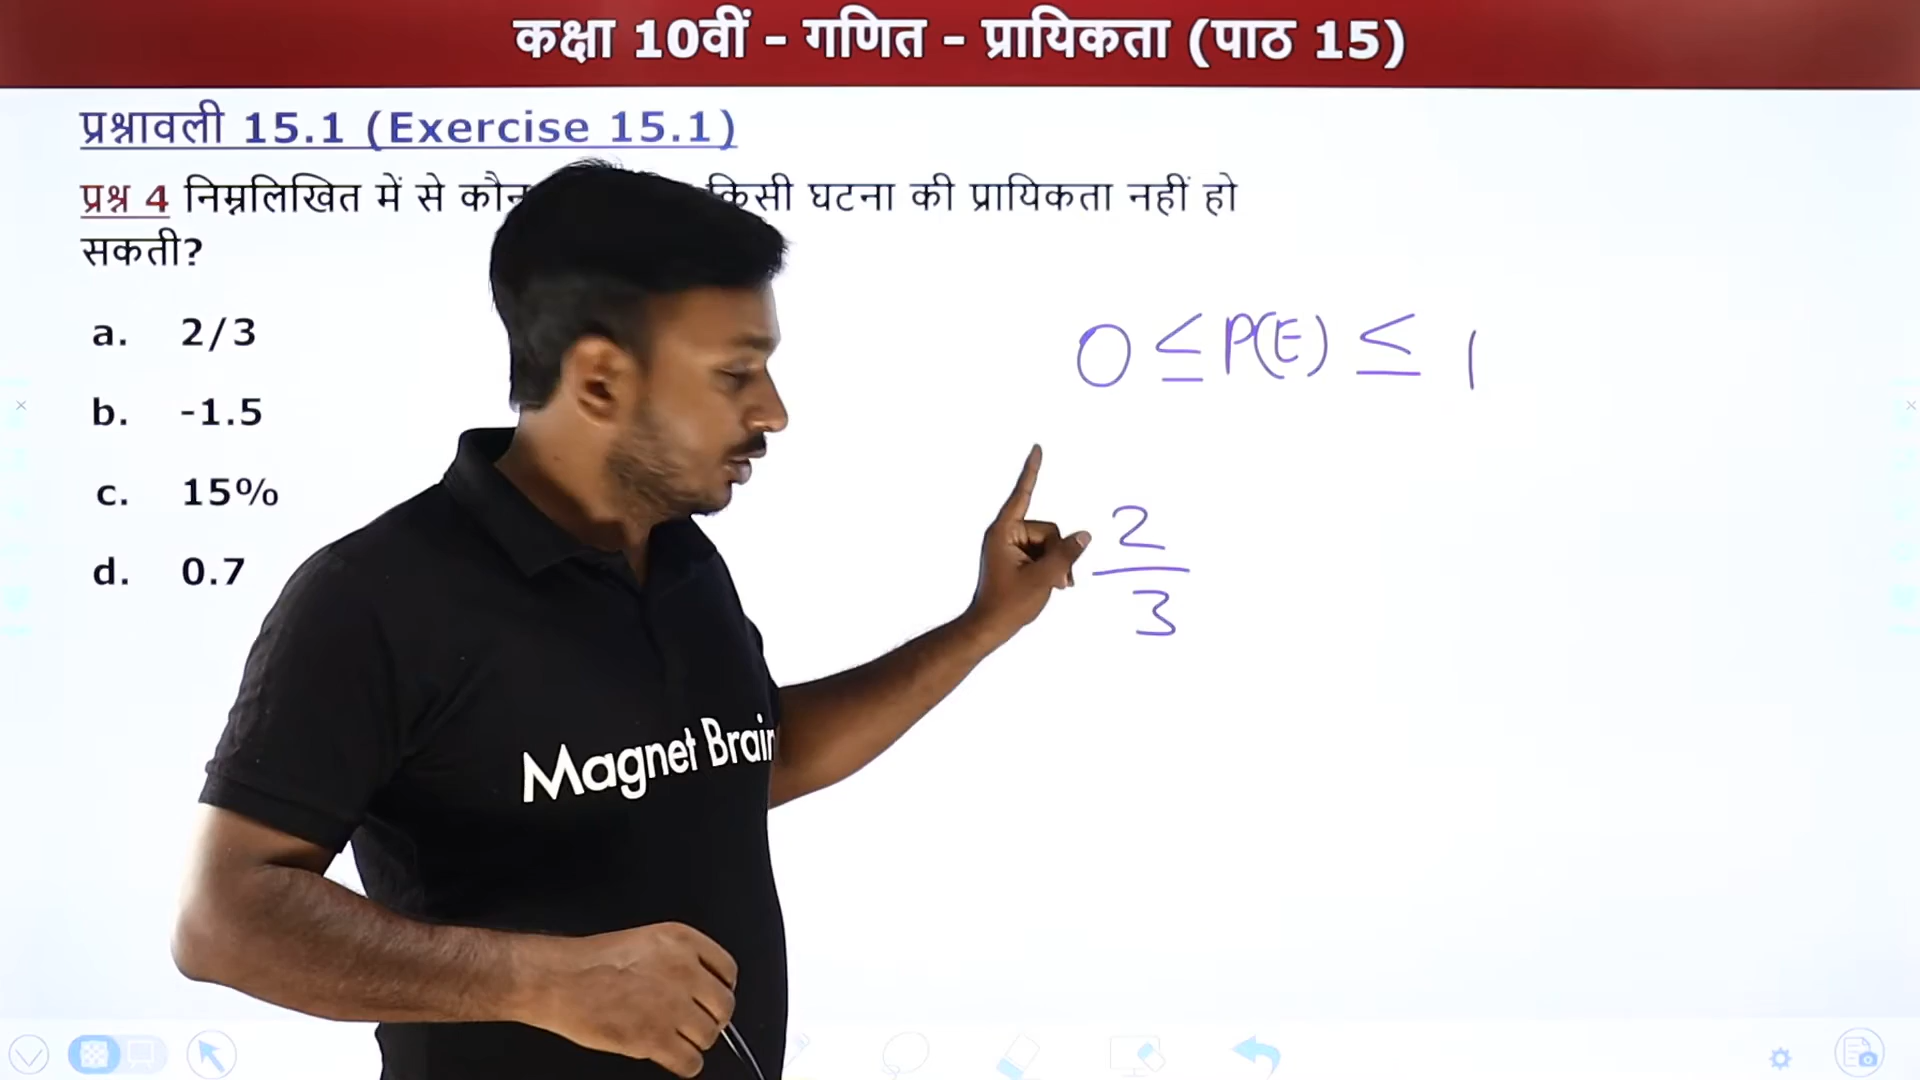 कक्षा 10वीं - गणित - प्रायिकता (पाठ 15)
प्रश्नावली 15.1 (Exercise 15.1)
प्रश्न 4 निम्नलिखित में से कौन किसी घटना की प्रायिकता नहीं हो
सकती?
a. 2/3
b. -1.5
c. 15%
d. 0.7
0 ≤ P(E) ≤ 1
2
3
Magnet Brain